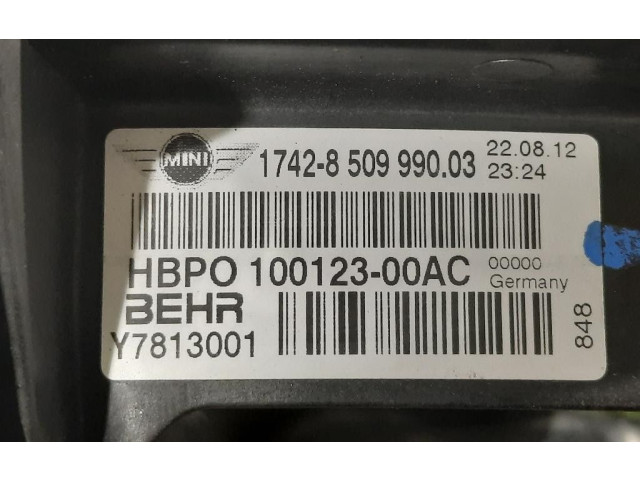 MINI 1742-8 509 990.03 22.08.12
23:24
HBPO 100123-00AC 00000
Germany
BEHR
Y7813001
848